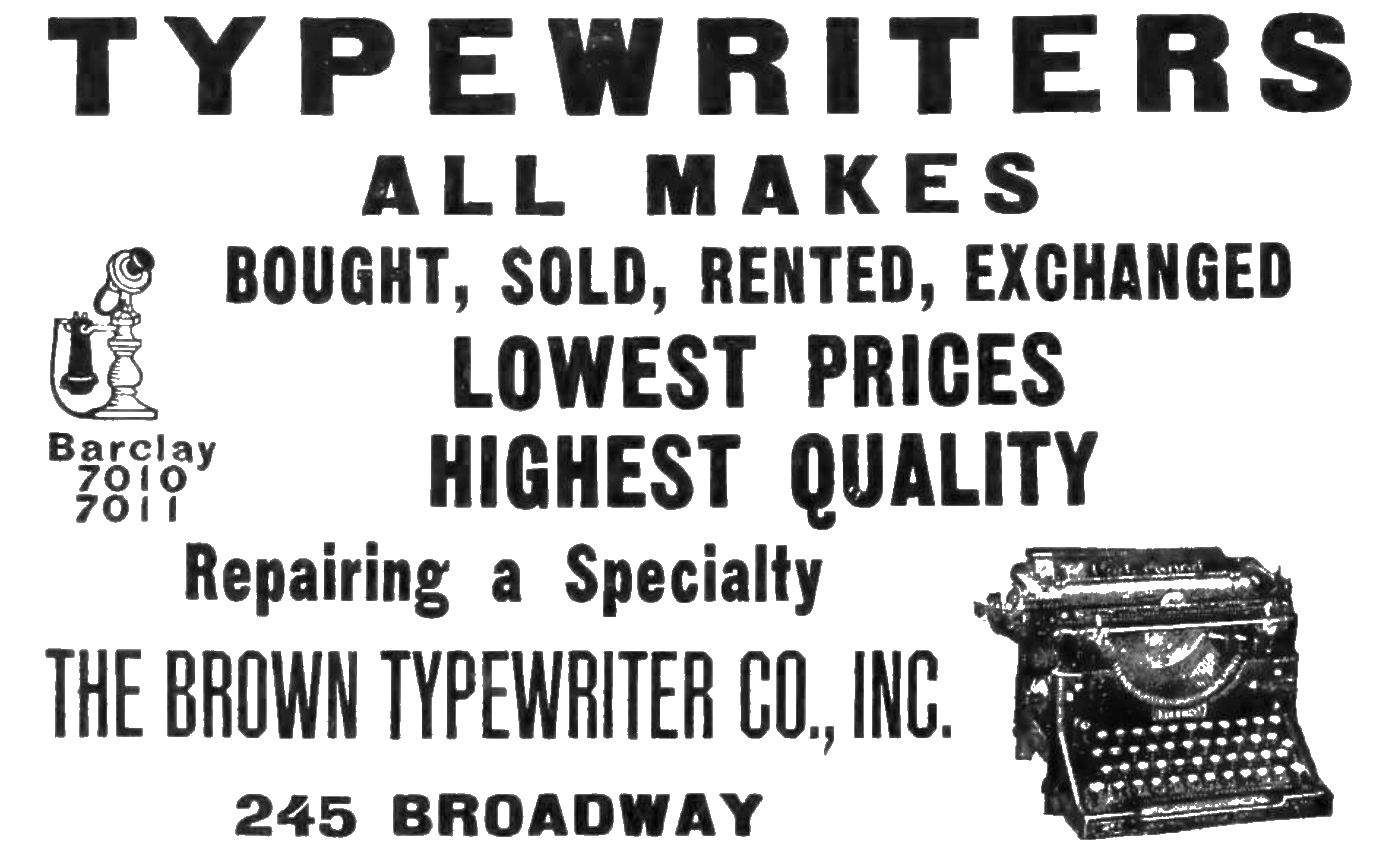 TYPEWRITERS
ALL MAKES
BOUGHT, SOLD, RENTED, EXCHANGED
LOWEST PRICES
HIGHEST QUALITY
Barclay
7010
7011
Repairing a Specialty
THE BROWN TYPEWRITER CO., INC.
245 BROADWAY